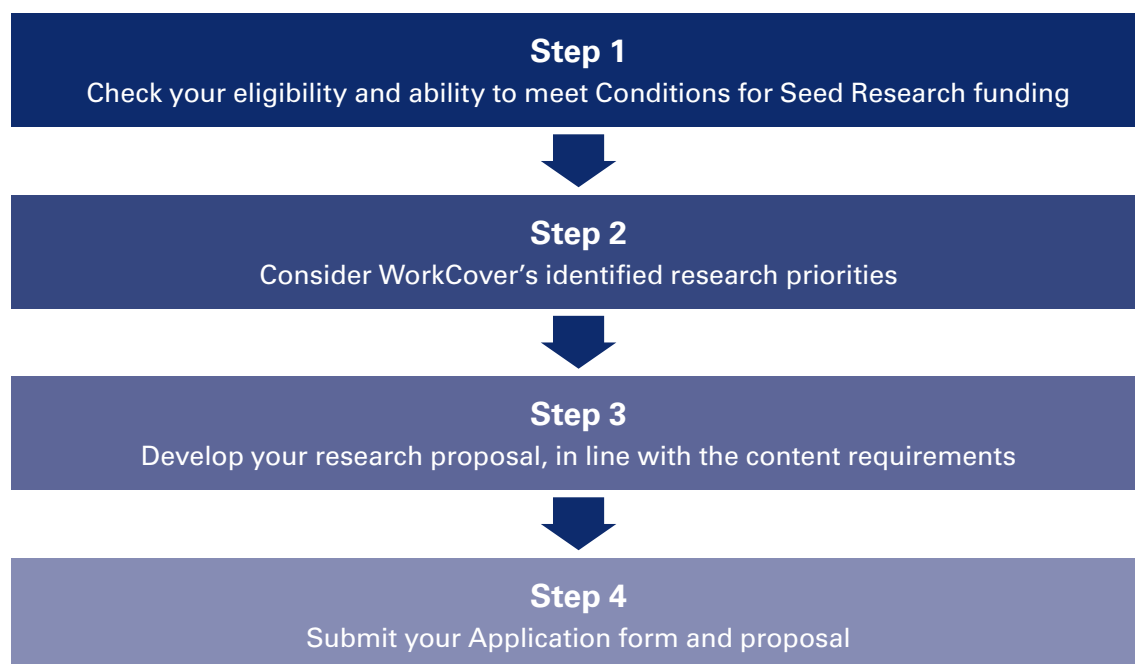 Step 1
Check your eligibility and ability to meet Conditions for Seed Research funding
Step 2
Consider WorkCover’s identified research priorities
Step 3
Develop your research proposal, in line with the content requirements
Step 4
Submit your Application form and proposal